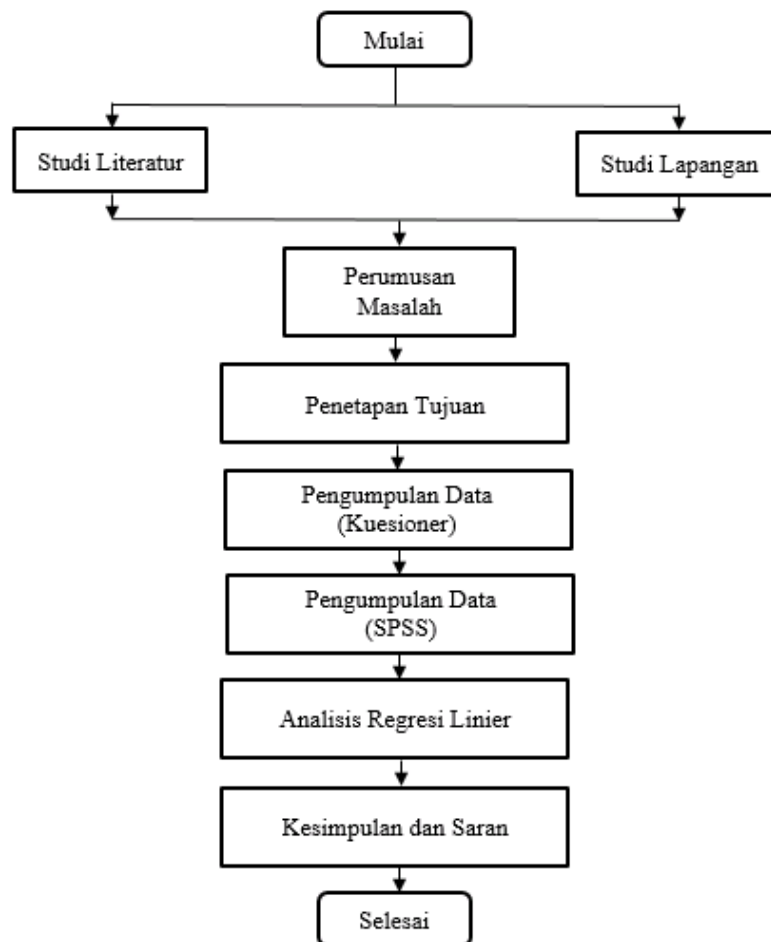 Mulai
Studi Literatur
Studi Lapangan
Perumusan
Masalah
Penetapan Tujuan
Pengumpulan Data
(Kuesioner)
Pengumpulan Data
(SPSS)
Analisis Regresi Linier
Kesimpulan dan Saran
Selesai